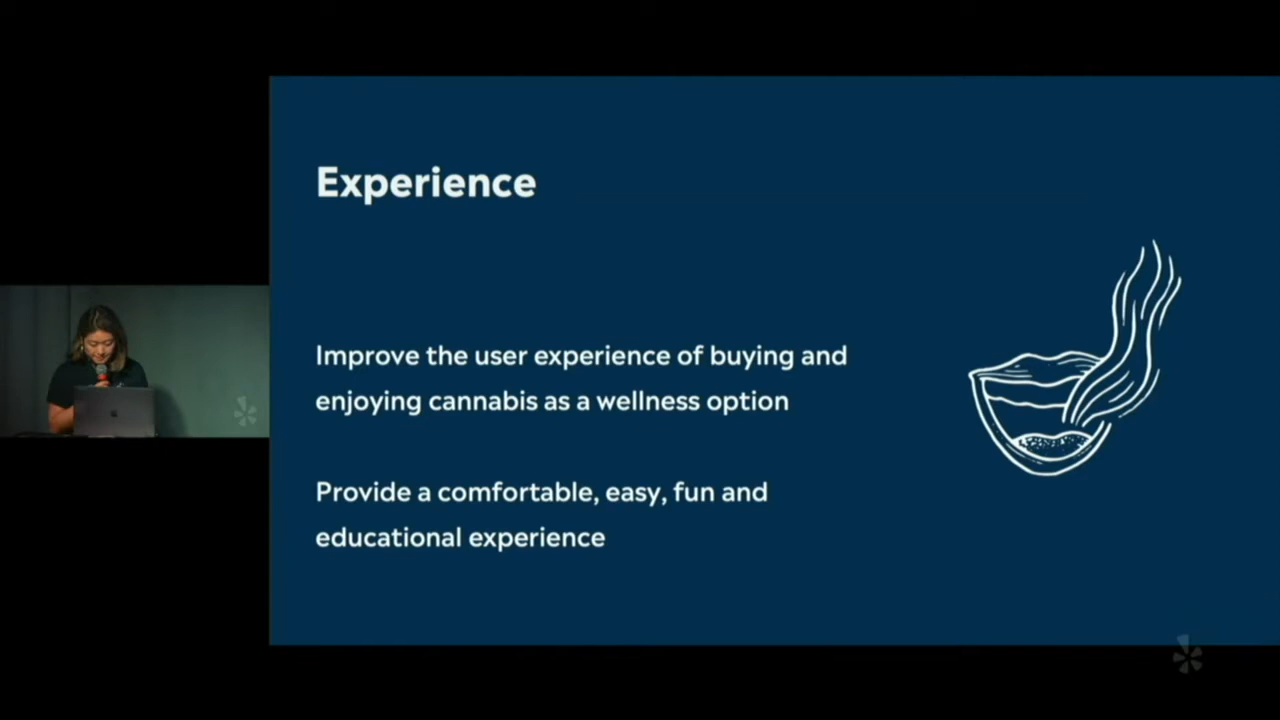 Experience
Improve the user experience of buying and
enjoying cannabis as a wellness option
Provide a comfortable, easy, fun and
educational experience